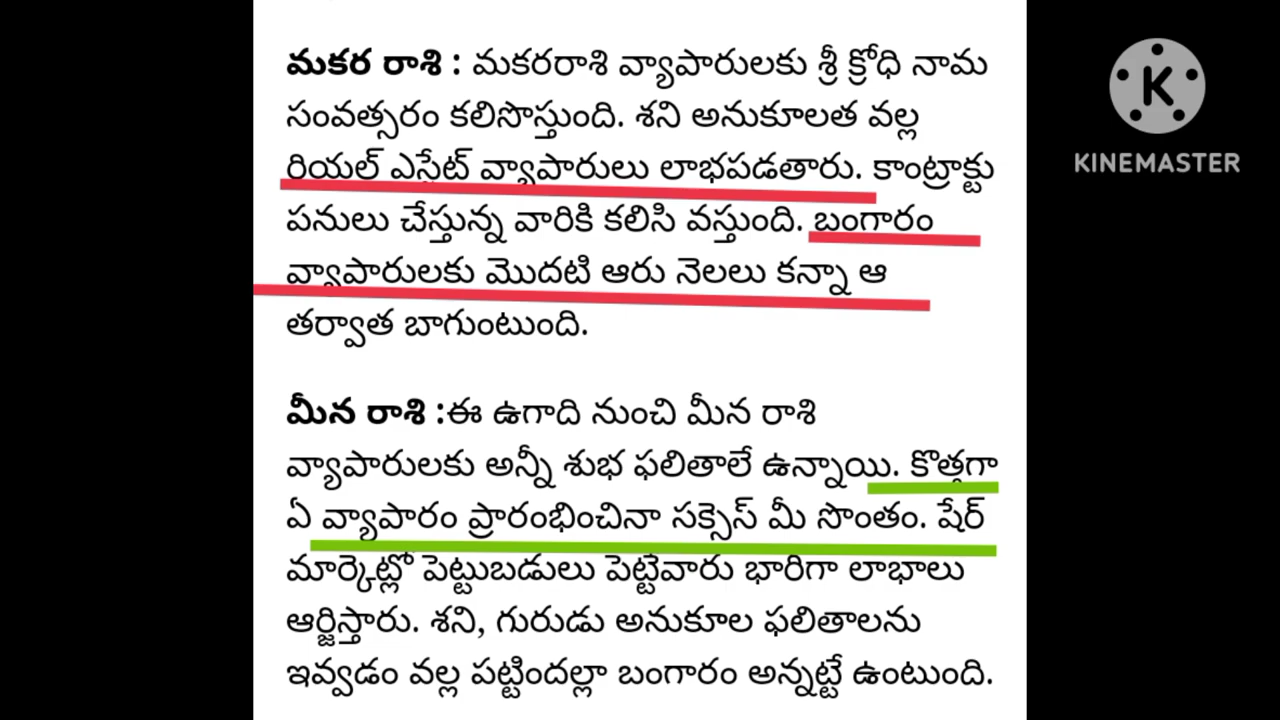 మకర రాశి : మకరరాశి వ్యాపారులకు శ్రీ క్రోధి నామ
సంవత్సరం కలిసొస్తుంది. శని అనుకూలత వల్ల
రియల్ ఎస్టేట్ వ్యాపారులు లాభపడతారు. కాంట్రాక్టు
పనులు చేస్తున్న వారికి కలిసి వస్తుంది. బంగారం
వ్యాపారులకు మొదటి ఆరు నెలలు కన్నా ఆ
తర్వాత బాగుంటుంది.
మీన రాశి :ఈ ఉగాది నుంచి మీన రాశి
వ్యాపారులకు అన్నీ శుభ ఫలితాలే ఉన్నాయి. కొత్తగా
ఏ వ్యాపారం ప్రారంభించినా సక్సెస్ మీ సొంతం. షేర్
మార్కెట్లో పెట్టుబడులు పెట్టేవారు భారిగా లాభాలు
ఆర్జిస్తారు. శని, గురుడు అనుకూల ఫలితాలను
ఇవ్వడం వల్ల పట్టిందల్లా బంగారం అన్నట్టే ఉంటుంది.
K
KINEMASTER